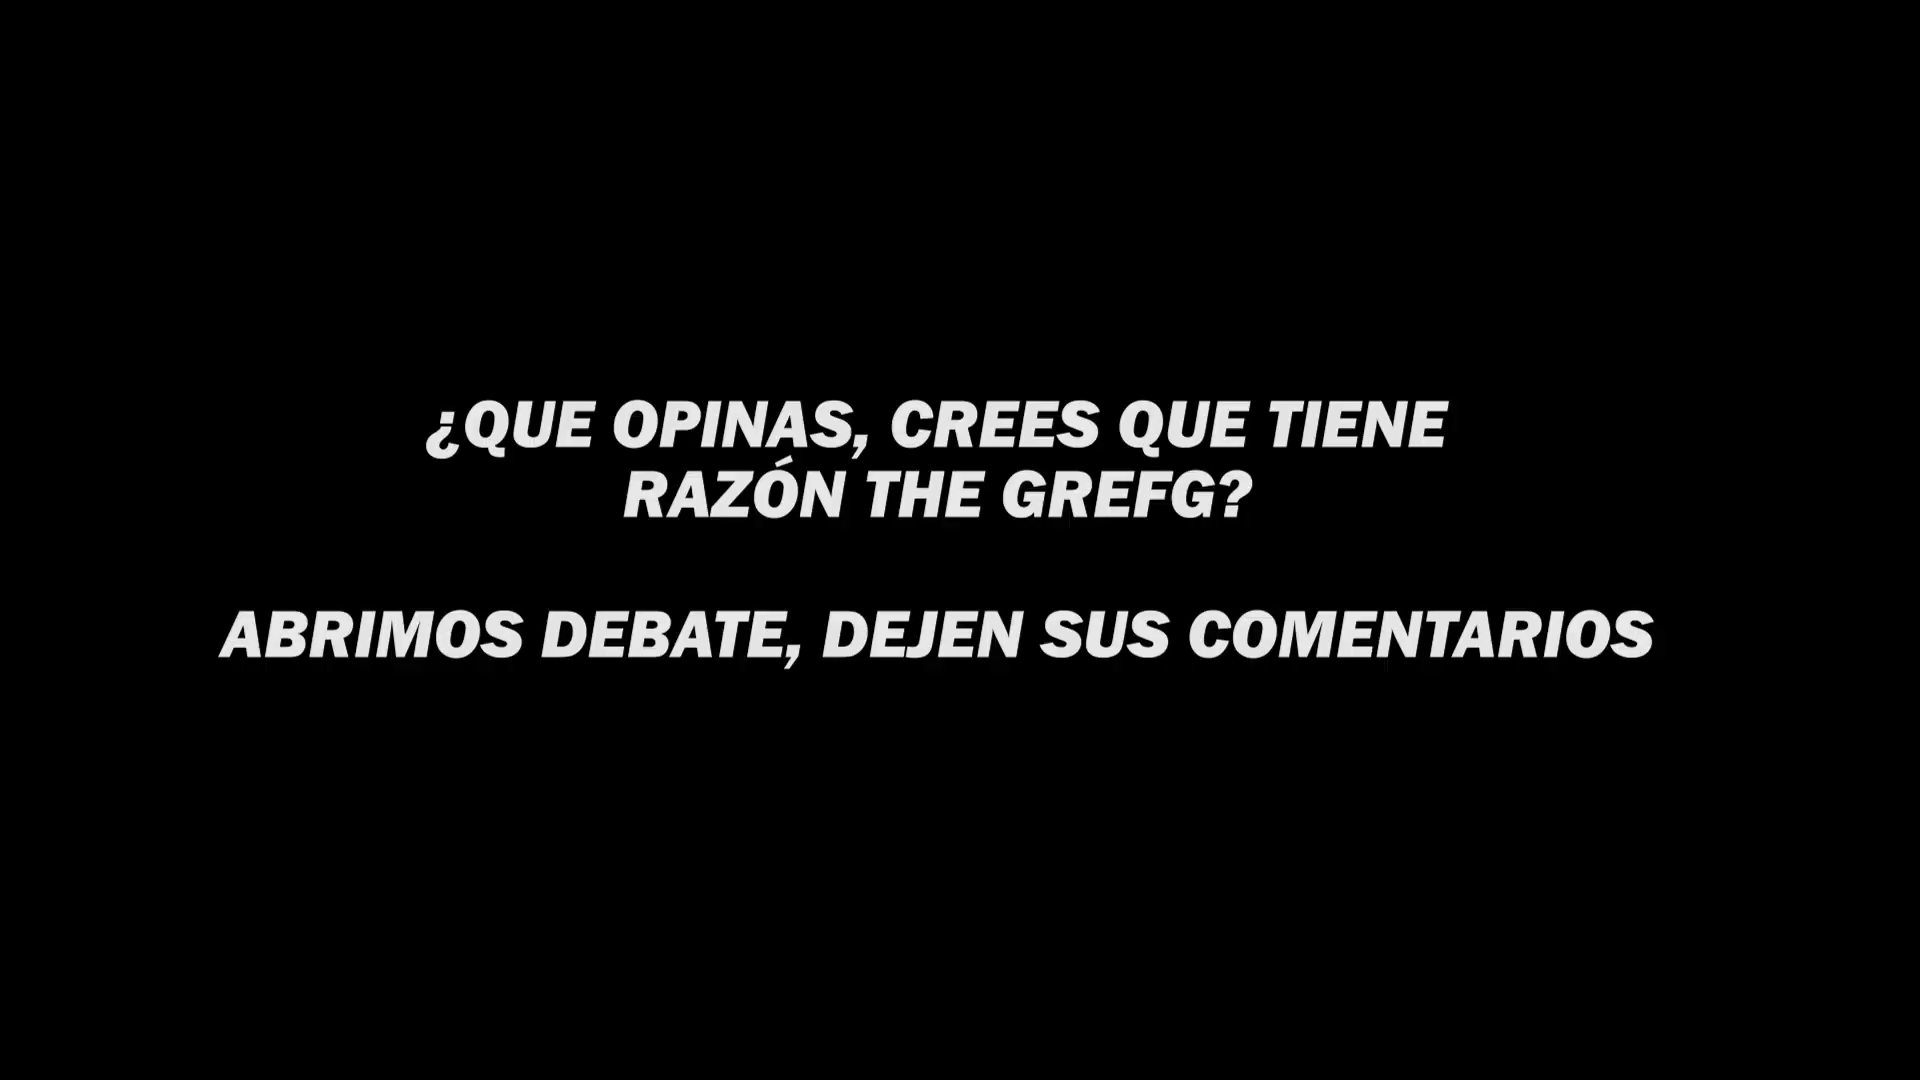 ¿QUE OPINAS, CREES QUE TIENE
RAZÓN THE GREFG?
ABRIMOS DEBATE, DEJEN SUS COMENTARIOS